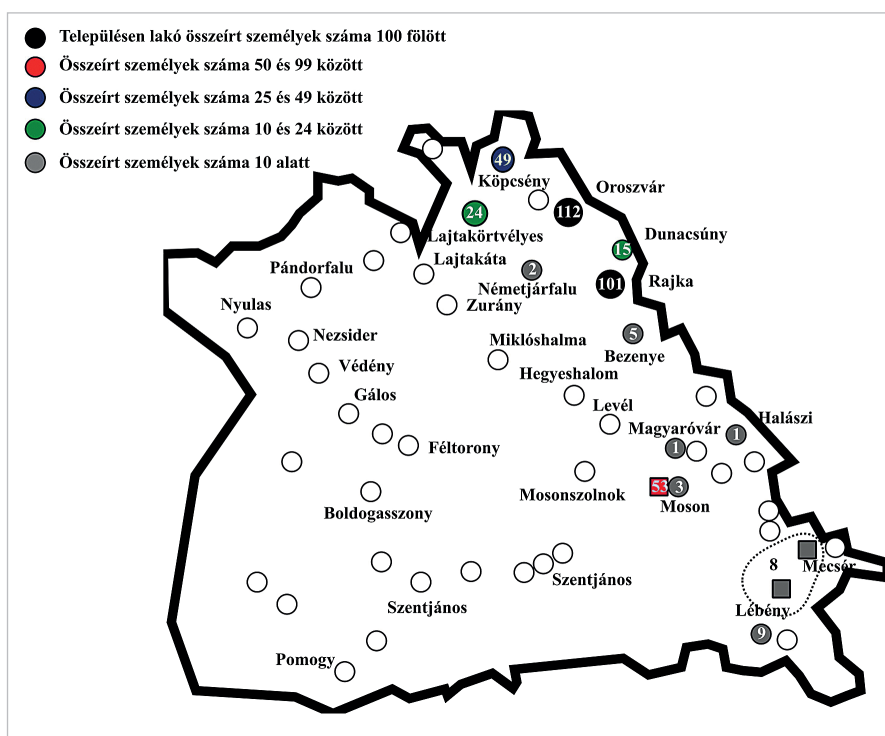 Településen lakó összeírt személyek száma 100 fölött
Összeírt személyek száma 50 és 99 között
Összeírt személyek száma 25 és 49 között
Összeírt személyek száma 10 és 24 között
Összeírt személyek száma 10 alatt
49
Köpcsény
Oroszvár
112
24
Lajtakörtvélyes
Dunacsúny
15
Lajtakáta
Pándorfalu
2
Németjárfalu
101
Rajka
Nyulas
Zurány
Nezsider
Miklóshalma
5
Bezenye
Védény
Hegyeshalom
Gálos
Levél
Halászi
Magyaróvár
1
1
Féltorony
Mosonszolnok
53
3
Moson
Boldogasszony
8
Mecsér
Szentjános
Szentjános
Lébény
9
Pomogy